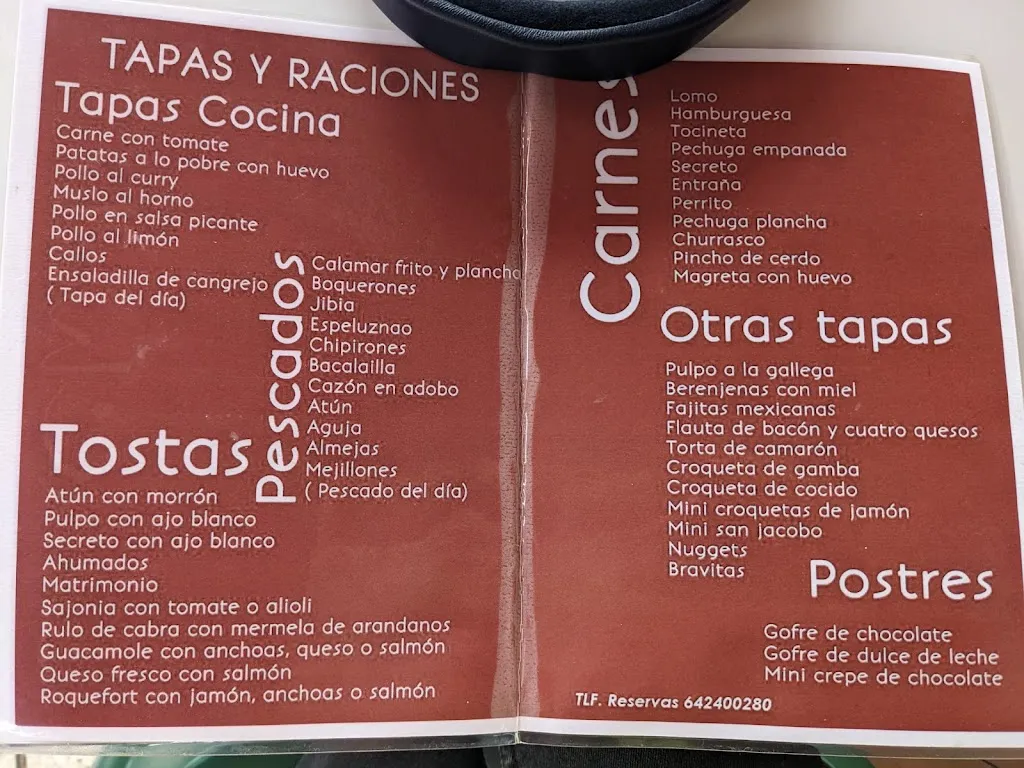 TAPAS Y RACIONES
Tapas Cocina
Carne con tomate
Patatas a lo pobre con huevo
Pollo al curry
Muslo al horno
Pollo en salsa picante
Pollo al limón
Callos
Ensaladilla de cangrejo
( Tapa del día)
Pescados
Calamar frito y plancha
Boquerones
Jibia
Espeluznao
Chipirones
Bacalailla
Cazón en adobo
Atún
Aguja
Almejas
Mejillones
( Pescado del día)
Tostas
Atún con morrón
Pulpo con ajo blanco
Secreto con ajo blanco
Ahumados
Matrimonio
Sajonia con tomate o alioli
Rulo de cabra con mermela de arandanos
Guacamole con anchoas, queso o salmón
Queso fresco con salmón
Roquefort con jamón, anchoas o salmón
Carnes
Lomo
Hamburguesa
Tocineta
Pechuga empanada
Secreto
Entraña
Perrito
Pechuga plancha
Churrasco
Pincho de cerdo
Magreta con huevo
Otras tapas
Pulpo a la gallega
Berenjenas con miel
Fajitas mexicanas
Flauta de bacón y cuatro quesos
Torta de camarón
Croqueta de gamba
Croqueta de cocido
Mini croquetas de jamón
Mini san jacobo
Nuggets
Bravitas
Postres
Gofre de chocolate
Gofre de dulce de leche
Mini crepe de chocolate
TLF. Reservas 642400280